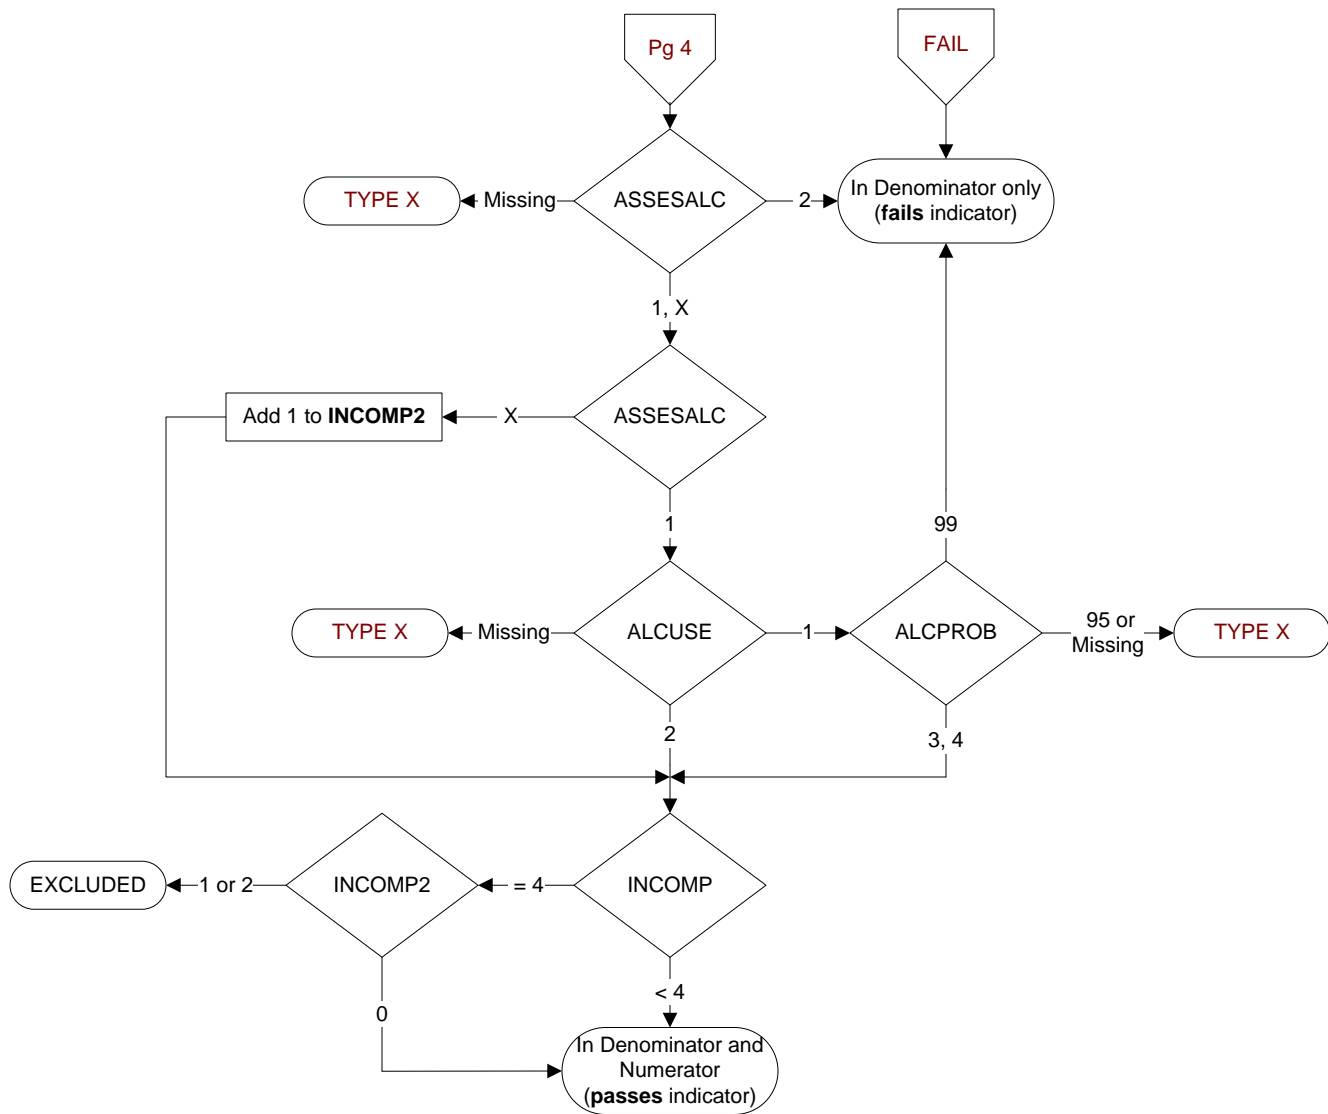 Pg 4
FAIL
TYPE X
Missing
ASSESALC
2
In Denominator only
(fails indicator)
1, X
Add 1 to INCOMP2
X
ASSESALC
1
99
TYPE X
Missing
ALCUSE
1
ALCPROB
95 or
Missing
TYPE X
2
3, 4
EXCLUDED
1 or 2
INCOMP2
= 4
INCOMP
< 4
0
In Denominator and
Numerator
(passes indicator)